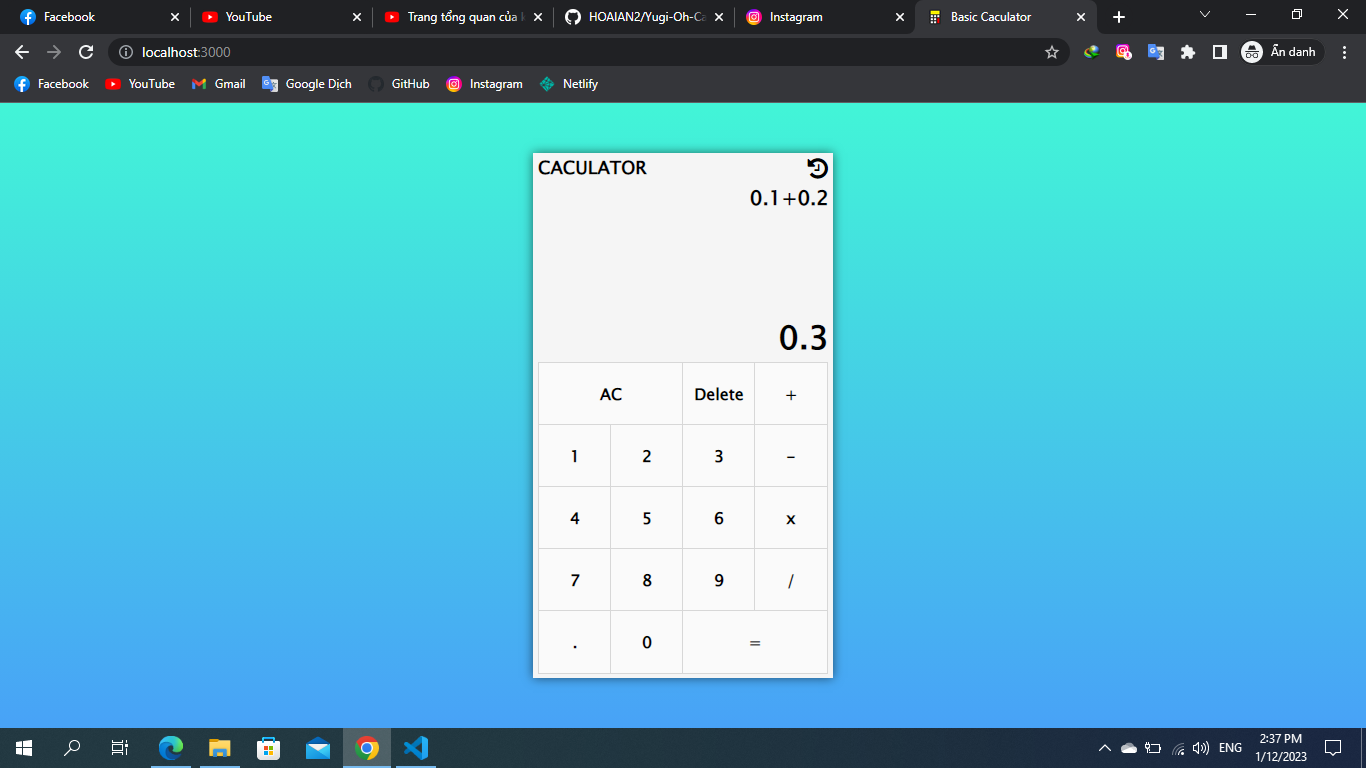 Facebook
YouTube
Trang tổng quan của k
HOAIAN2/Yugi-Oh-Ca
Instagram
Basic Caculator
localhost:3000
Ẩn danh
Facebook
YouTube
Gmail
Google Dịch
GitHub
Instagram
Netlify
CACULATOR
0.1+0.2
0.3
AC Delete +
1 2 3 -
4 5 6 x
7 8 9 /
. 0 =
ENG
2:37 PM
1/12/2023